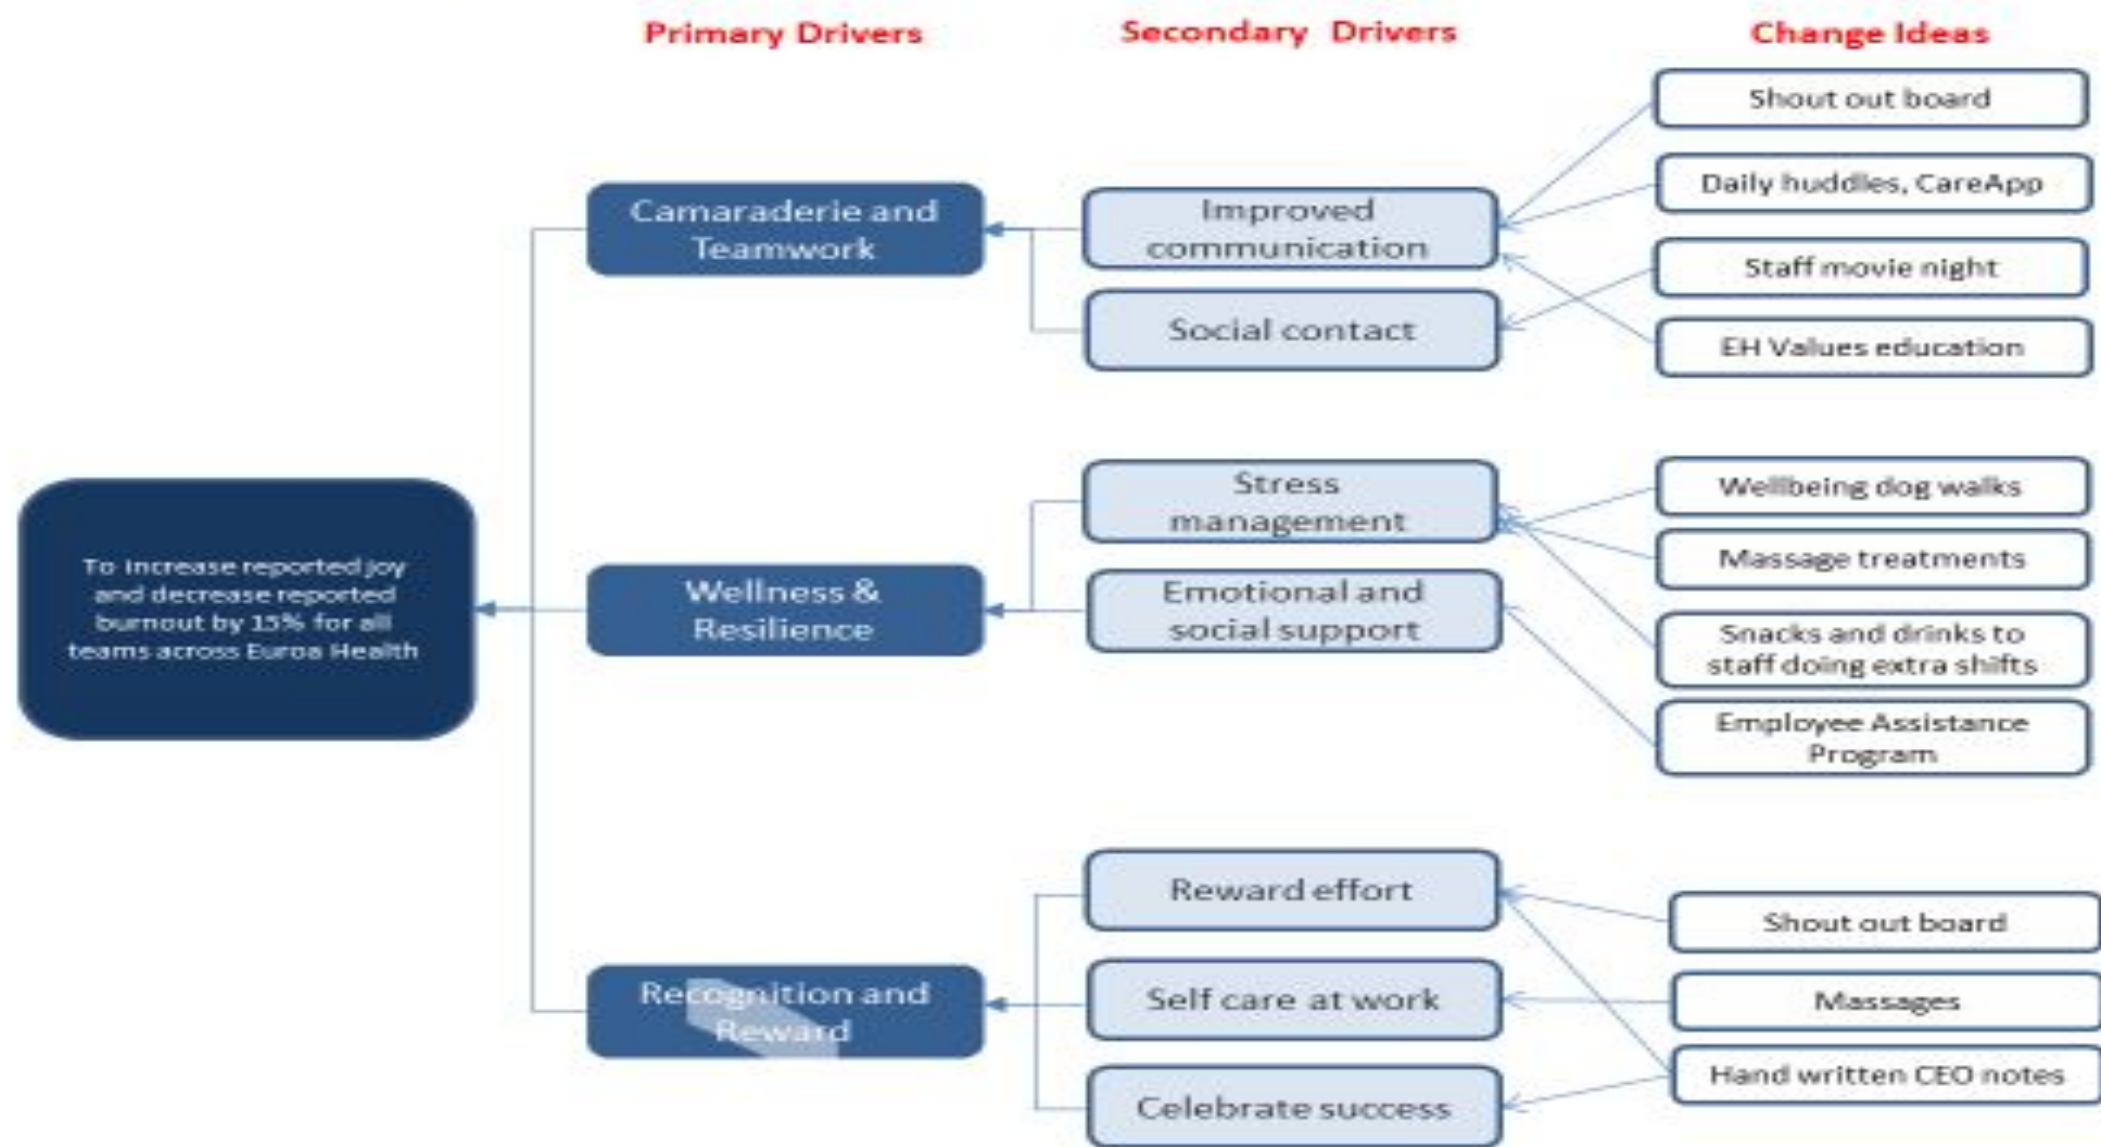 Primary Drivers
Secondary Drivers
Change Ideas
To increase reported joy
and decrease reported
burnout by 15% for all
teams across Euroa Health
Camaraderie and
Teamwork
Improved
communication
Social contact
Shout out board
Daily huddles, CareApp
Staff movie night
EH Values education
Wellness &
Resilience
Stress
management
Emotional and
social support
Wellbeing dog walks
Massage treatments
Snacks and drinks to
staff doing extra shifts
Employee Assistance
Program
Recognition and
Reward
Reward effort
Self care at work
Celebrate success
Shout out board
Massages
Hand written CEO notes